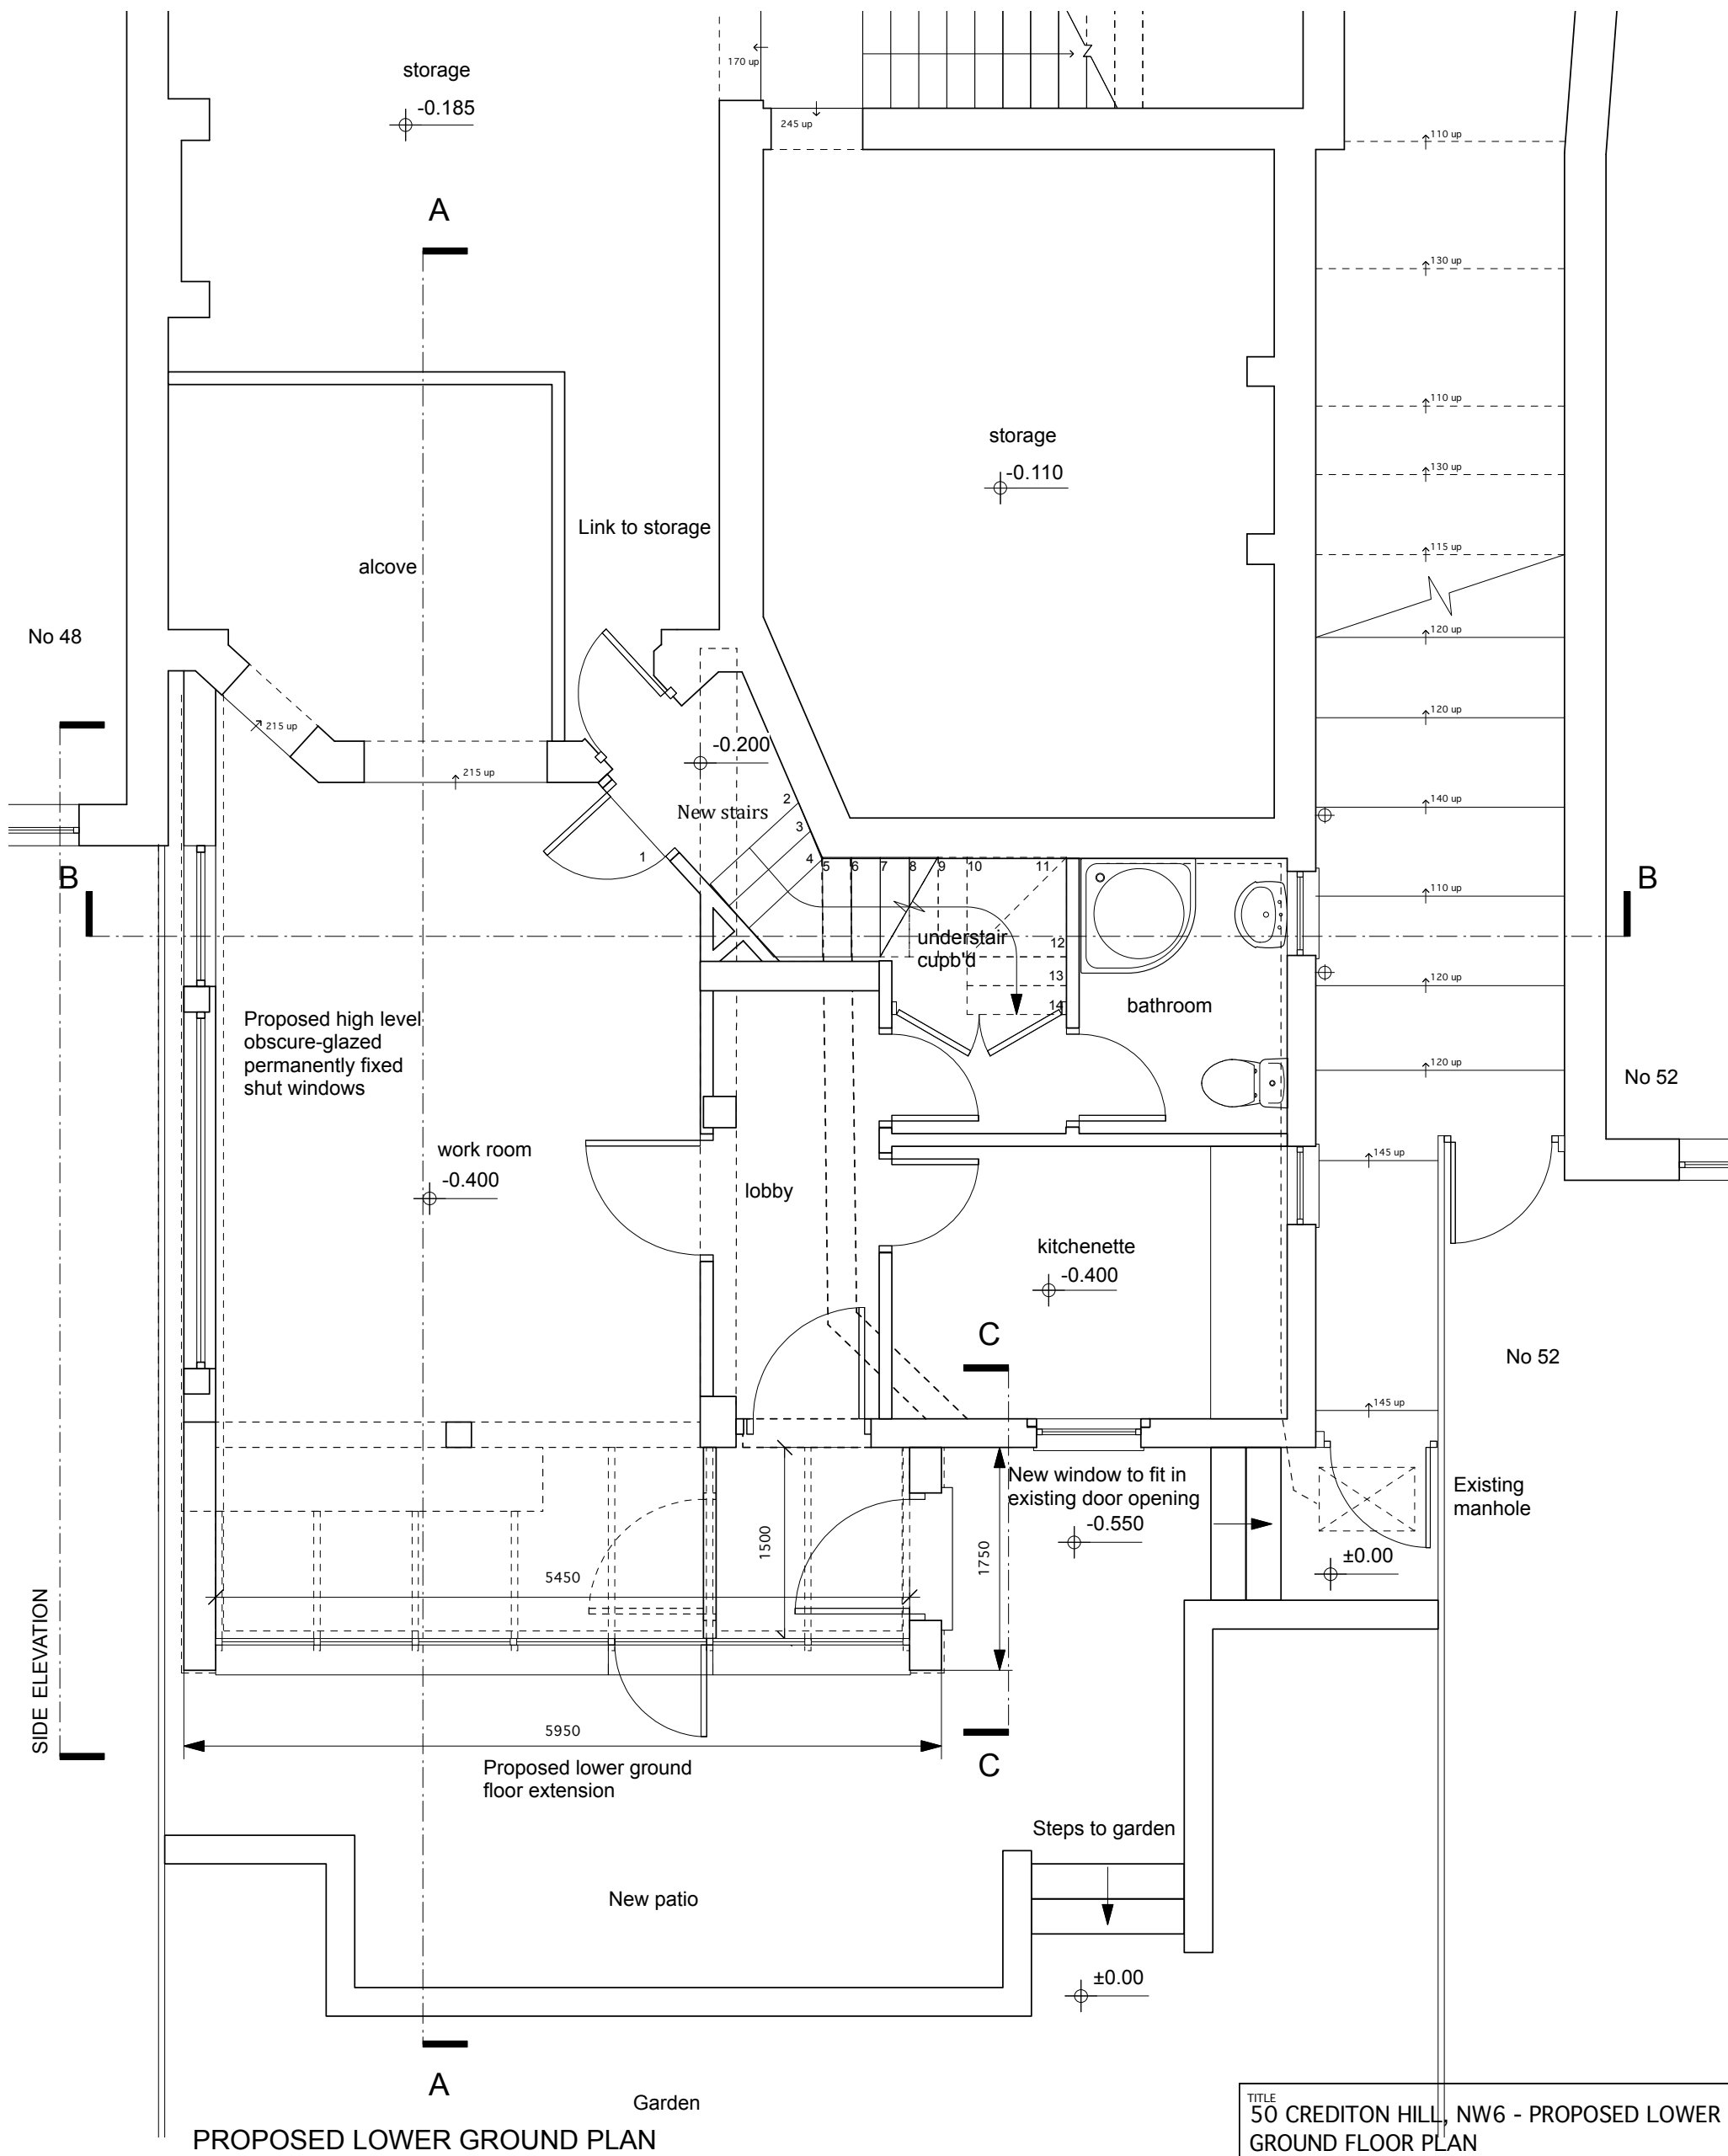 170 up
storage
-0.185
245 up
110 up
A
130 up
110 up
storage
-0.110
130 up
Link to storage
115 up
alcove
No 48
120 up
215 up
120 up
-0.200
215 up
New stairs
2
3
4
1
140 up
5 6 7 8 9 10 11
B
B
110 up
understair
cupb'd
12
13
14
120 up
bathroom
Proposed high level
obscure-glazed
permanently fixed
shut windows
120 up
No 52
work room
-0.400
145 up
lobby
kitchenette
-0.400
C
No 52
145 up
New window to fit in
existing door opening
-0.550
Existing
manhole
1500
1750
±0.00
5450
SIDE ELEVATION
5950
Proposed lower ground
floor extension
C
Steps to garden
New patio
±0.00
A
Garden
PROPOSED LOWER GROUND PLAN
TITLE
50 CREDITON HILL, NW6 - PROPOSED LOWER
GROUND FLOOR PLAN